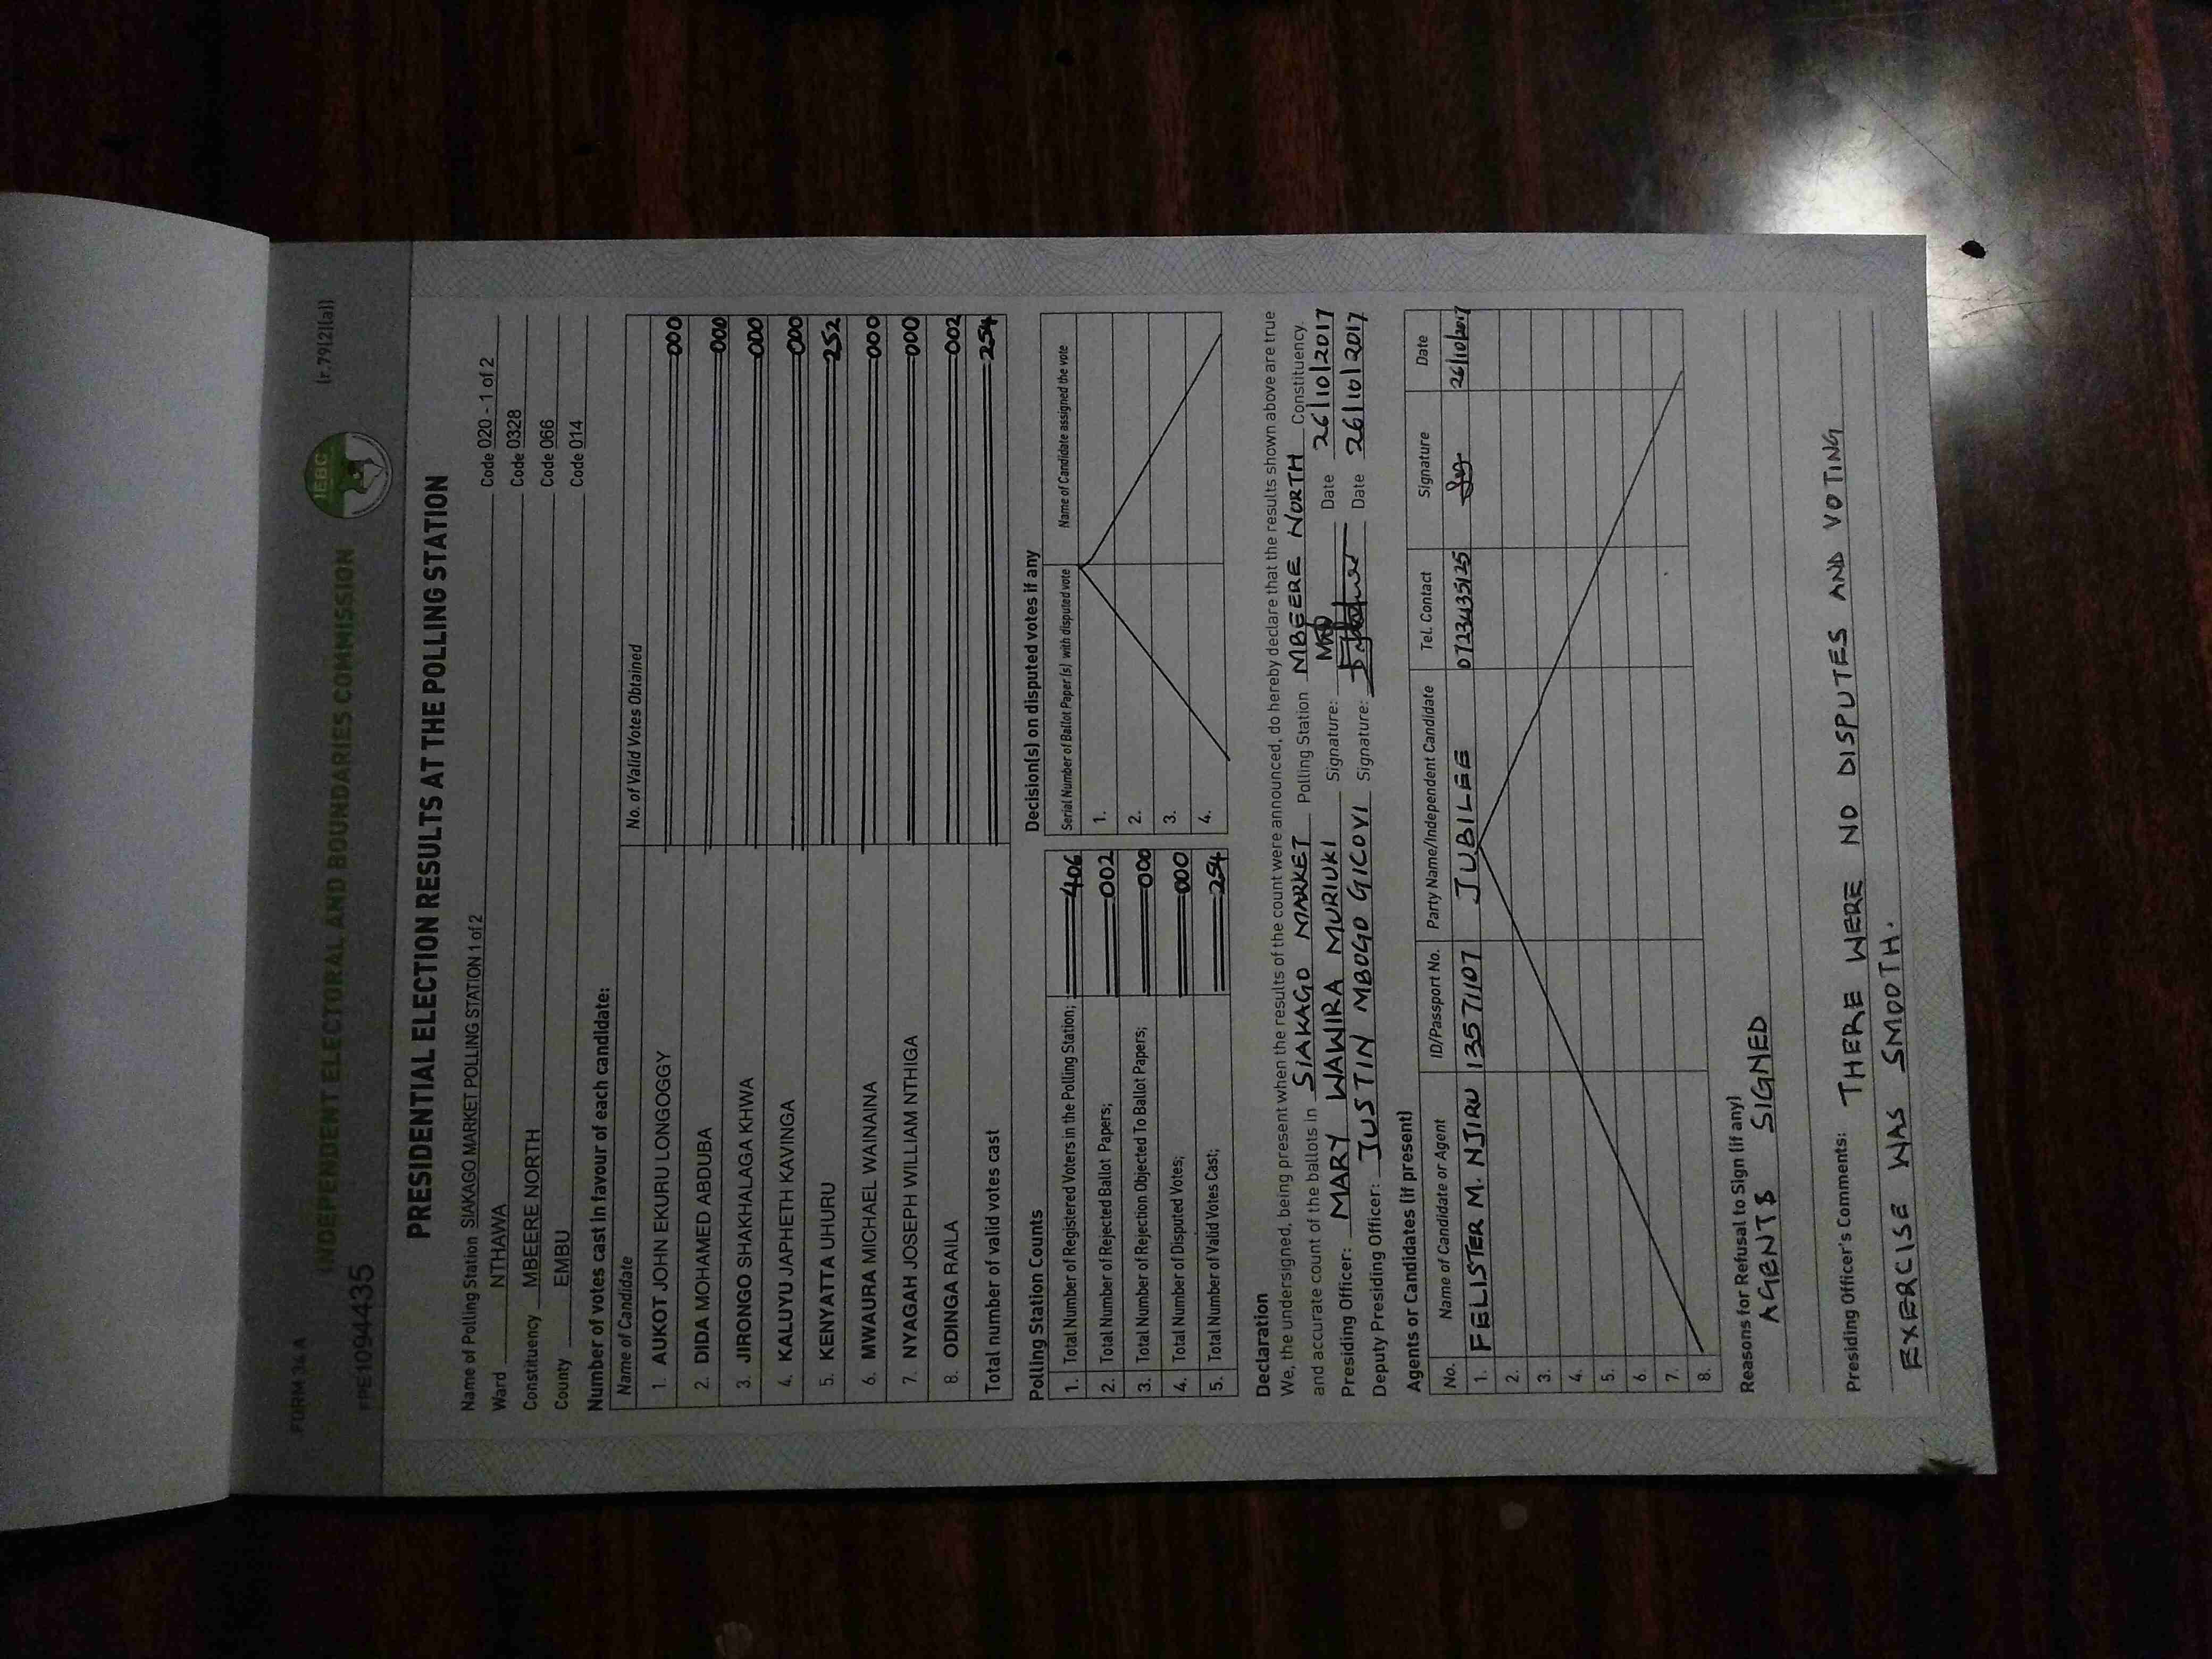 FORM 34 A
INDEPENDENT ELECTORAL AND BOUNDARIES COMMISSION
IEBC
(r.79(2)(a))
PE1094435
PRESIDENTIAL ELECTION RESULTS AT THE POLLING STATION
Name of Polling Station SIAKAGO MARKET POLLING STATION 1 of 2 Code 020 - 1 of 2
Ward NTHAWA Code 0328
Constituency MBEERE NORTH Code 066
County EMBU Code 014
Number of votes cast in favour of each candidate:
Name of Candidate No. of Valid Votes Obtained
1. AUKOT JOHN EKURU LONGOGGY 000
2. DIDA MOHAMED ABDUBA 000
3. JIRONGO SHAKHALAGA KHWA 000
4. KALUYU JAPHETH KAVINGA 000
5. KENYATTA UHURU 252
6. MWAURA MICHAEL WAINAINA 000
7. NYAGAH JOSEPH WILLIAM NTHIGA 000
8. ODINGA RAILA 002
Total number of valid votes cast 254
Polling Station Counts
1. Total Number of Registered Voters in the Polling Station; 406
2. Total Number of Rejected Ballot Papers; 002
3. Total Number of Rejection Objected To Ballot Papers; 000
4. Total Number of Disputed Votes; 000
5. Total Number of Valid Votes Cast; 254
Decision(s) on disputed votes if any
Serial Number of Ballot Paper(s) with disputed vote Name of Candidate assigned the vote
1.
2.
3.
4.
Declaration
We, the undersigned, being present when the results of the count were announced, do hereby declare that the results shown above are true
and accurate count of the ballots in SIAKAGO MARKET Polling Station MBEERE NORTH Constituency.
Presiding Officer: MARY WAWIRA MURIUKI Signature: Date 26/10/2017
Deputy Presiding Officer: JUSTIN MBOGO GICOVI Signature: Date 26/10/2017
Agents or Candidates (if present)
No. Name of Candidate or Agent ID/Passport No. Party Name/Independent Candidate Tel. Contact Signature Date
1. FELISTER M. NJIRU 13571107 JUBILEE 0723435125 26/10/2017
2.
3.
4.
5.
6.
7.
8.
Reasons for Refusal to Sign (if any)
AGENTS SIGNED
Presiding Officer's Comments: THERE WERE NO DISPUTES AND VOTING
EXERCISE WAS SMOOTH.